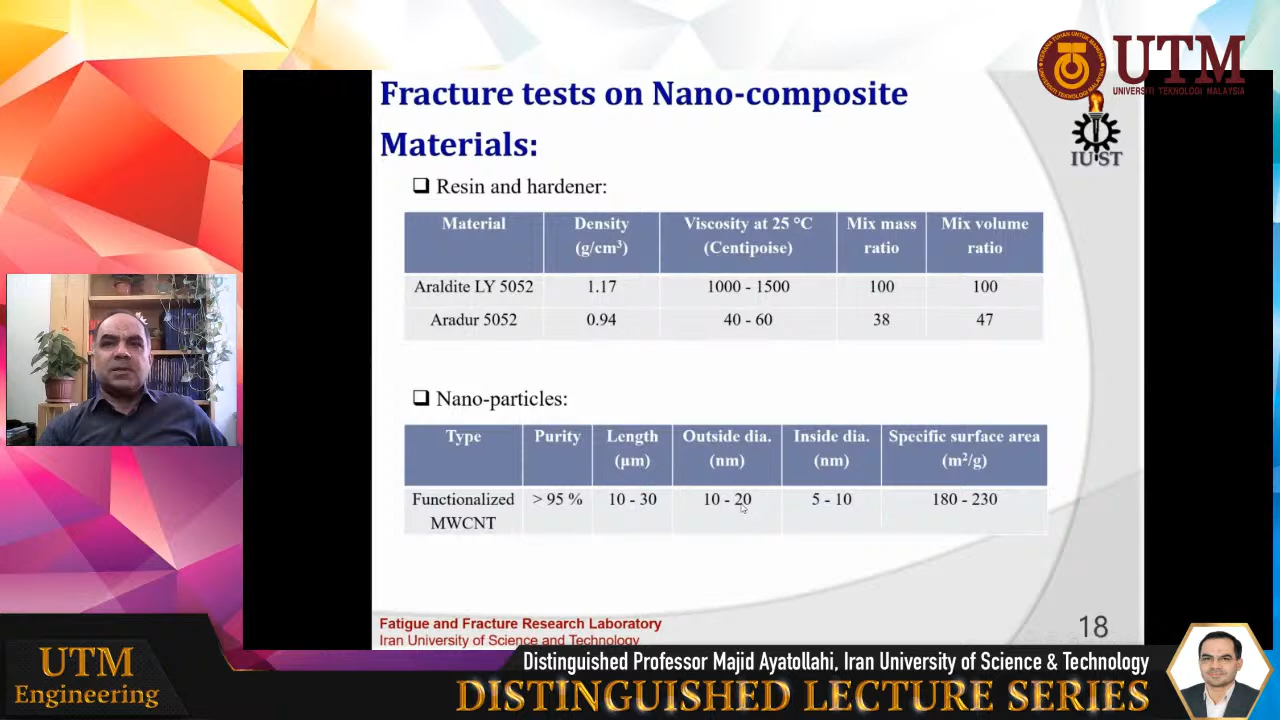 UTM
UNIVERSITI TEKNOLOGI MALAYSIA
IUST
Fracture tests on Nano-composite
Materials:
❑ Resin and hardener:
Material Density (g/cm³) Viscosity at 25 °C (Centipoise) Mix mass ratio Mix volume ratio
Araldite LY 5052 1.17 1000 - 1500 100 100
Aradur 5052 0.94 40 - 60 38 47
❑ Nano-particles:
Type Purity Length (µm) Outside dia. (nm) Inside dia. (nm) Specific surface area (m²/g)
Functionalized MWCNT > 95 % 10 - 30 10 - 20 5 - 10 180 - 230
Fatigue and Fracture Research Laboratory
Iran University of Science and Technology
18
UTM
Engineering
Distinguished Professor Majid Ayatollahi, Iran University of Science & Technology
DISTINGUISHED LECTURE SERIES